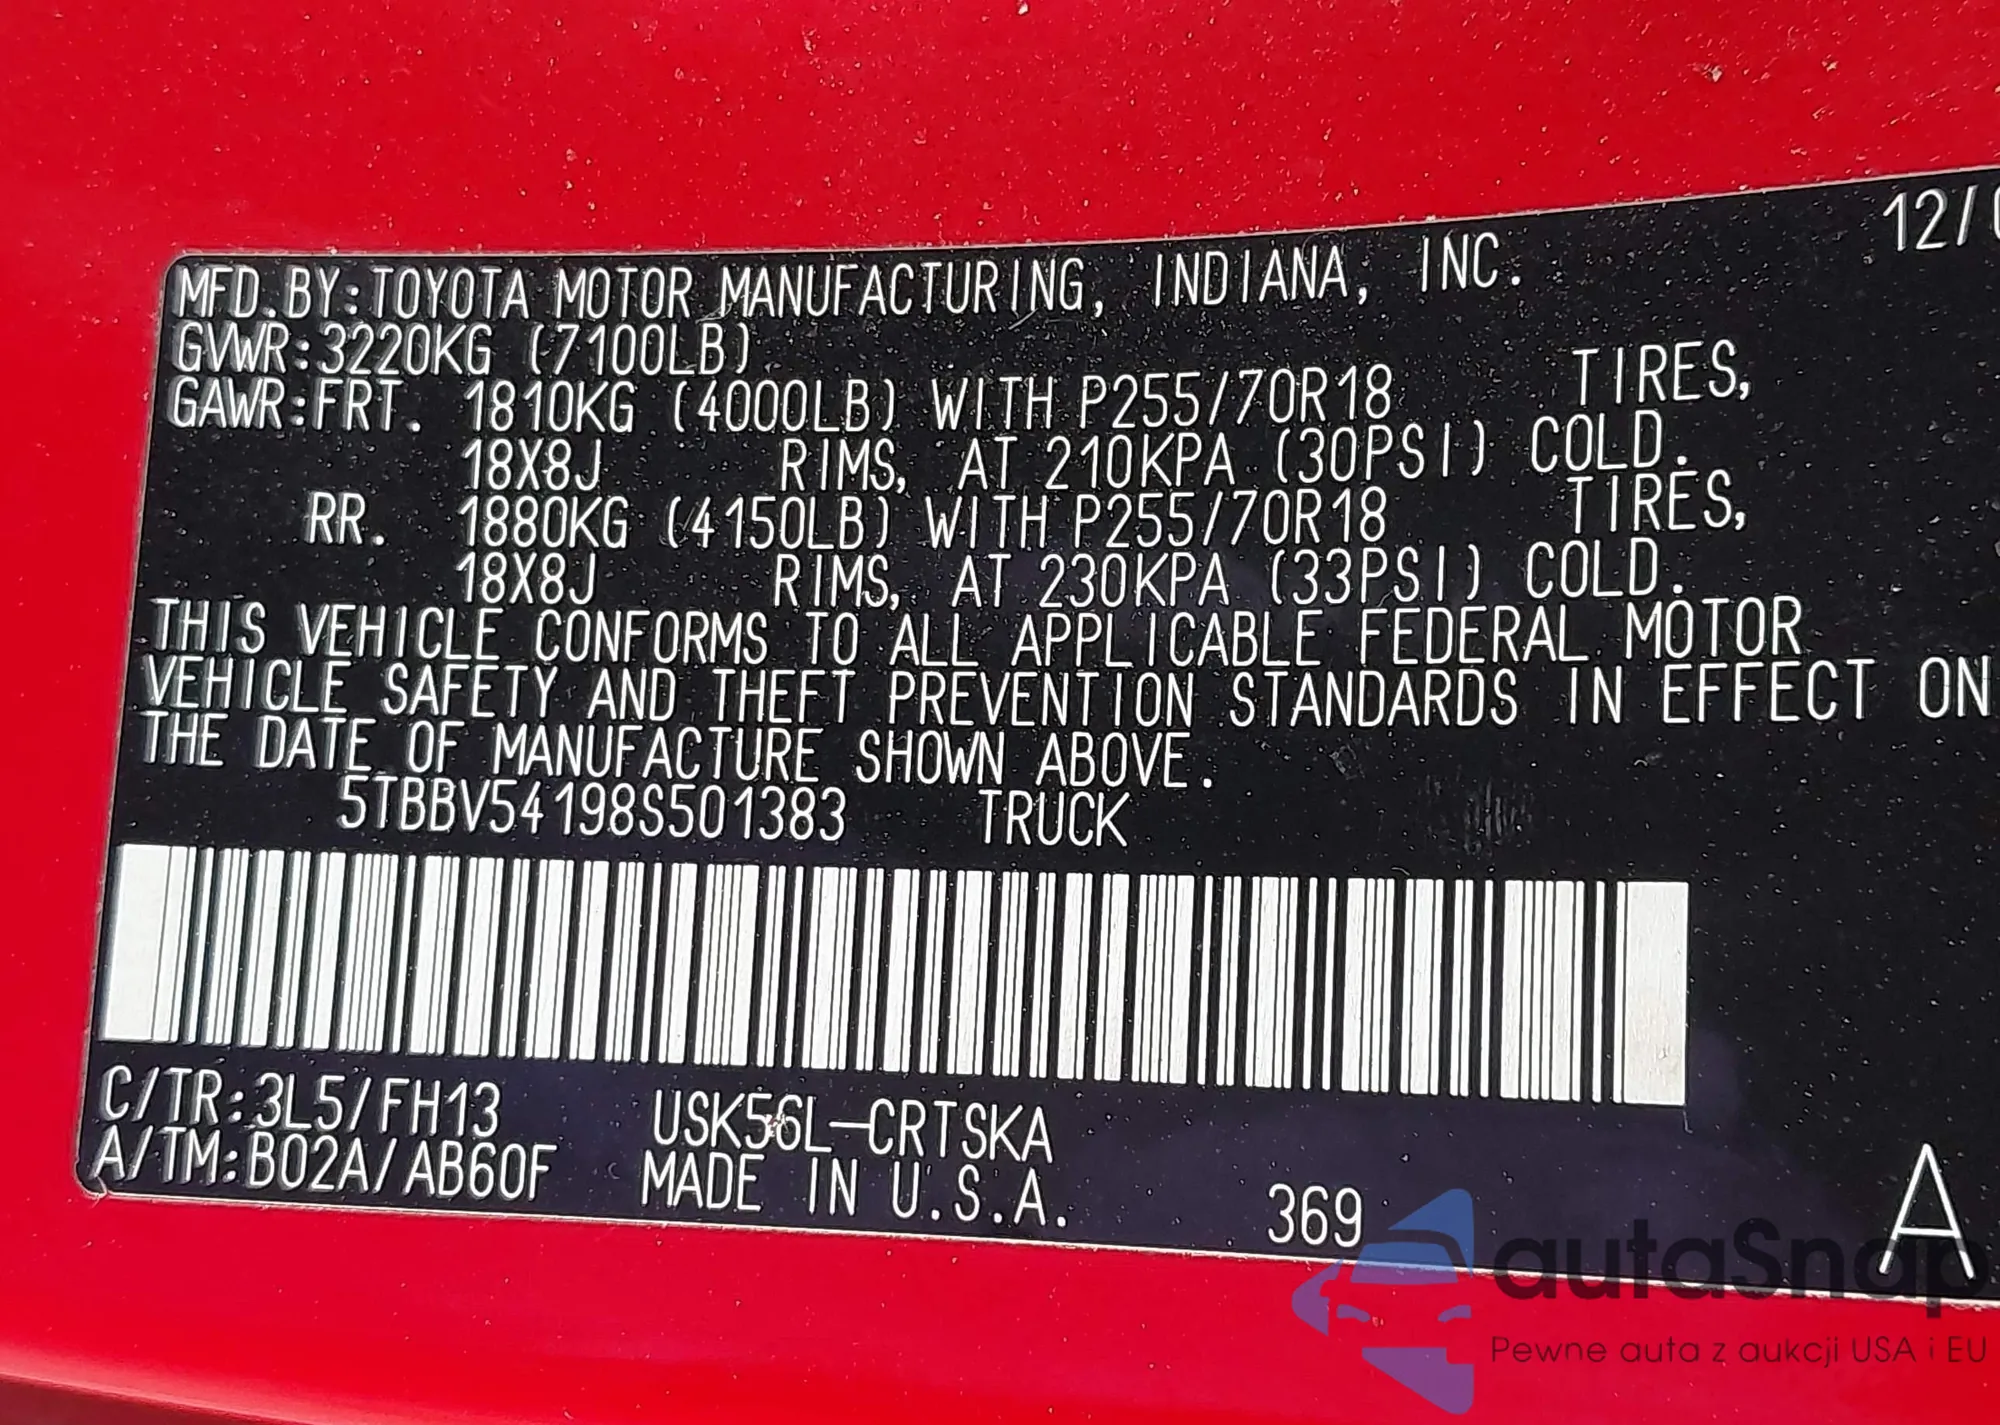 12/0
MFD.BY:TOYOTA MOTOR MANUFACTURING, INDIANA, INC.
GVWR:3220KG (7100LB)
GAWR:FRT. 1810KG (4000LB) WITH P255/70R18 TIRES,
18X8J RIMS, AT 210KPA (30PSI) COLD.
RR. 1880KG (4150LB) WITH P255/70R18 TIRES,
18X8J RIMS, AT 230KPA (33PSI) COLD.
THIS VEHICLE CONFORMS TO ALL APPLICABLE FEDERAL MOTOR
VEHICLE SAFETY AND THEFT PREVENTION STANDARDS IN EFFECT ON
THE DATE OF MANUFACTURE SHOWN ABOVE.
5TBBV54198S501383 TRUCK
C/TR:3L5/FH13 USK56L-CRTSKA
A/TM:B02A/AB60F MADE IN U.S.A. 369
A
autaSnap
Pewne auta z aukcji USA i EU